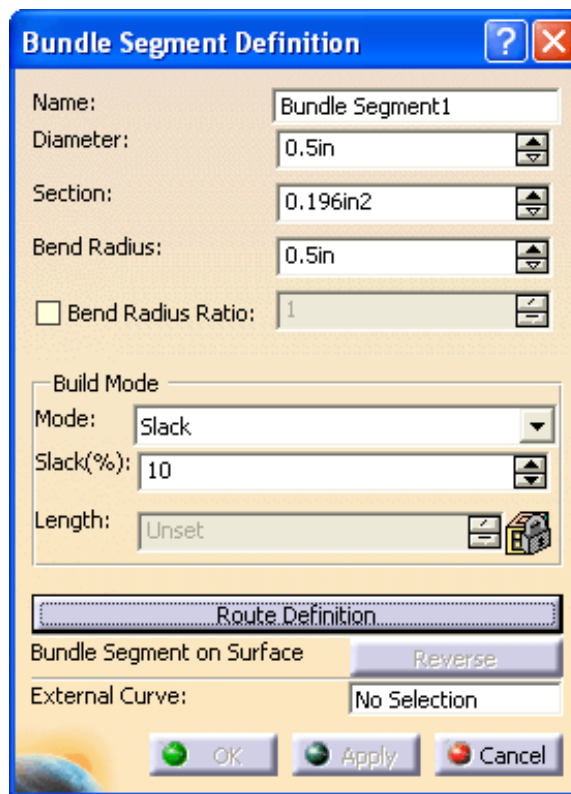 Bundle Segment Definition
Name: Bundle Segment1
Diameter: 0.5in
Section: 0.196in2
Bend Radius: 0.5in
Bend Radius Ratio: 1
Build Mode
Mode: Slack
Slack(%): 10
Length: Unset
Route Definition
Bundle Segment on Surface Reverse
External Curve: No Selection
OK Apply Cancel